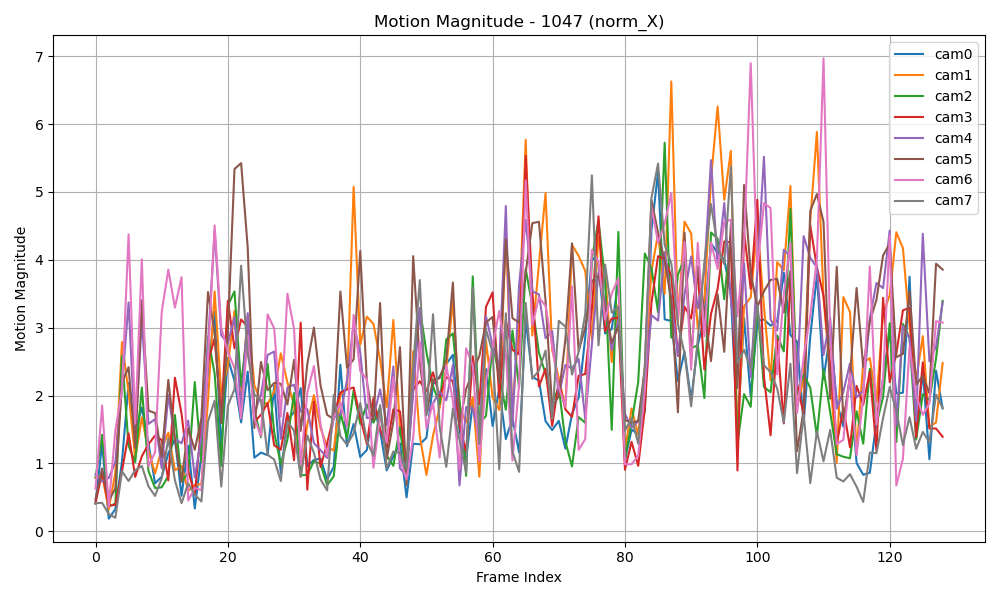 Motion Magnitude - 1047 (norm_X)
Motion Magnitude
7
6
5
4
3
2
1
0
0
20
40
60
80
100
120
Frame Index
cam0
cam1
cam2
cam3
cam4
cam5
cam6
cam7